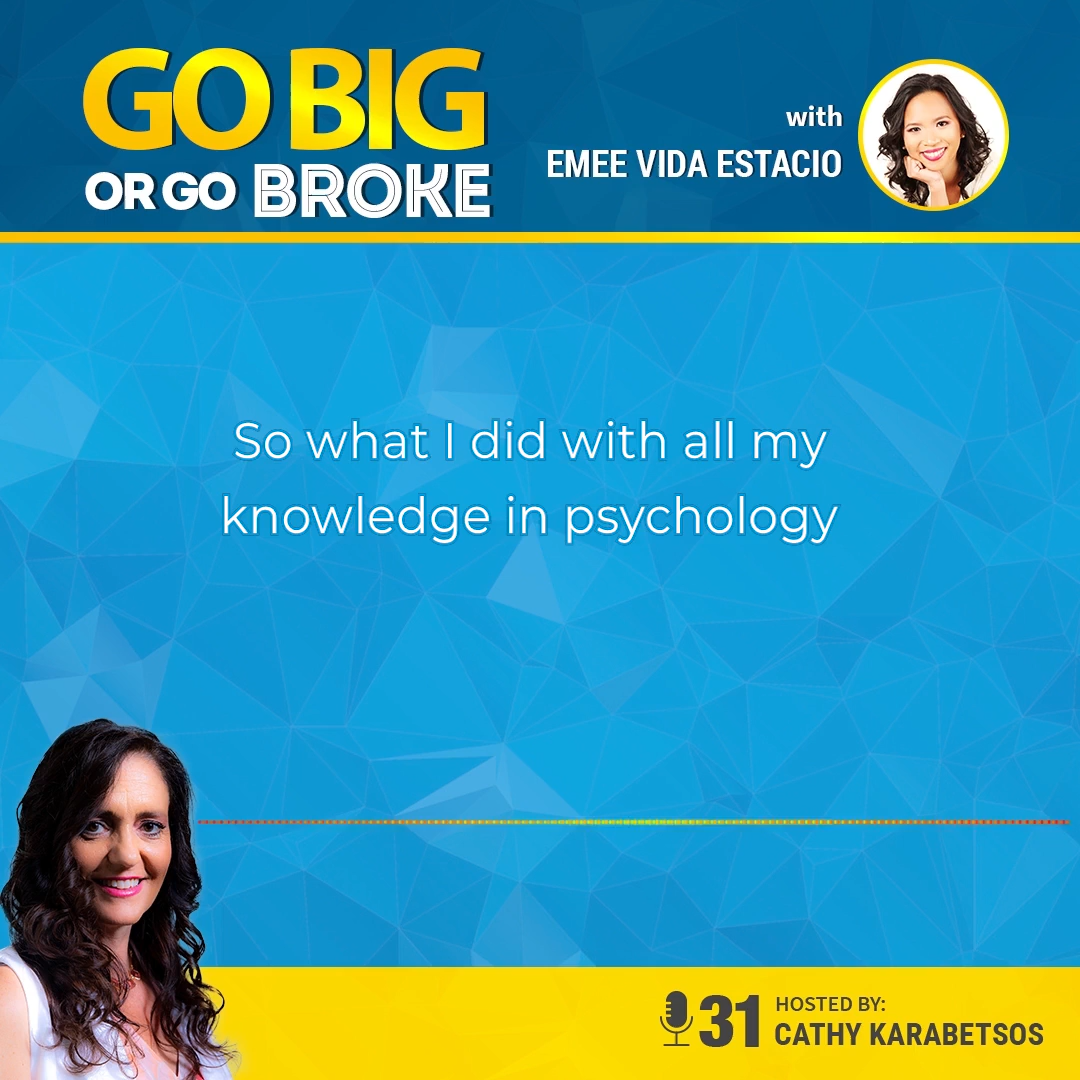 GO BIG
OR GO BROKE
with
EMEE VIDA ESTACIO
So what I did with all my
knowledge in psychology
31
HOSTED BY:
CATHY KARABETSOS